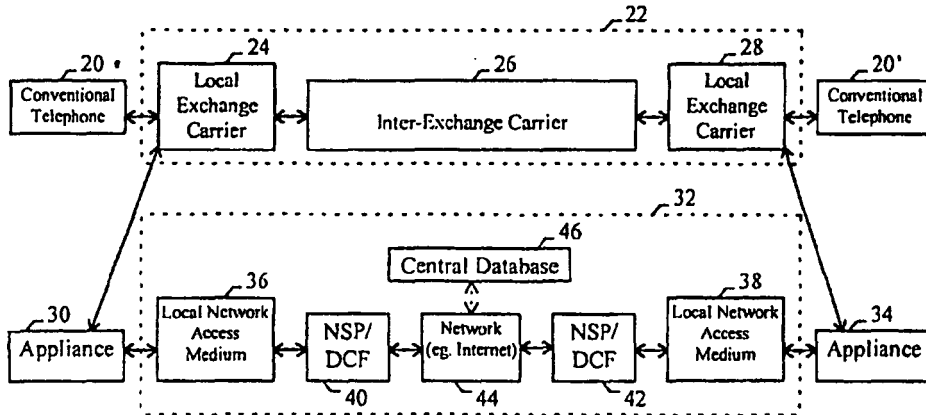 22
20
24
26
28
20'
Conventional
Telephone
Local
Exchange
Carrier
Inter-Exchange Carrier
Local
Exchange
Carrier
Conventional
Telephone
32
46
Central Database
30
36
38
34
Appliance
Local Network
Access
Medium
NSP/
DCF
Network
(eg. Internet)
NSP/
DCF
Local Network
Access
Medium
Appliance
40
44
42